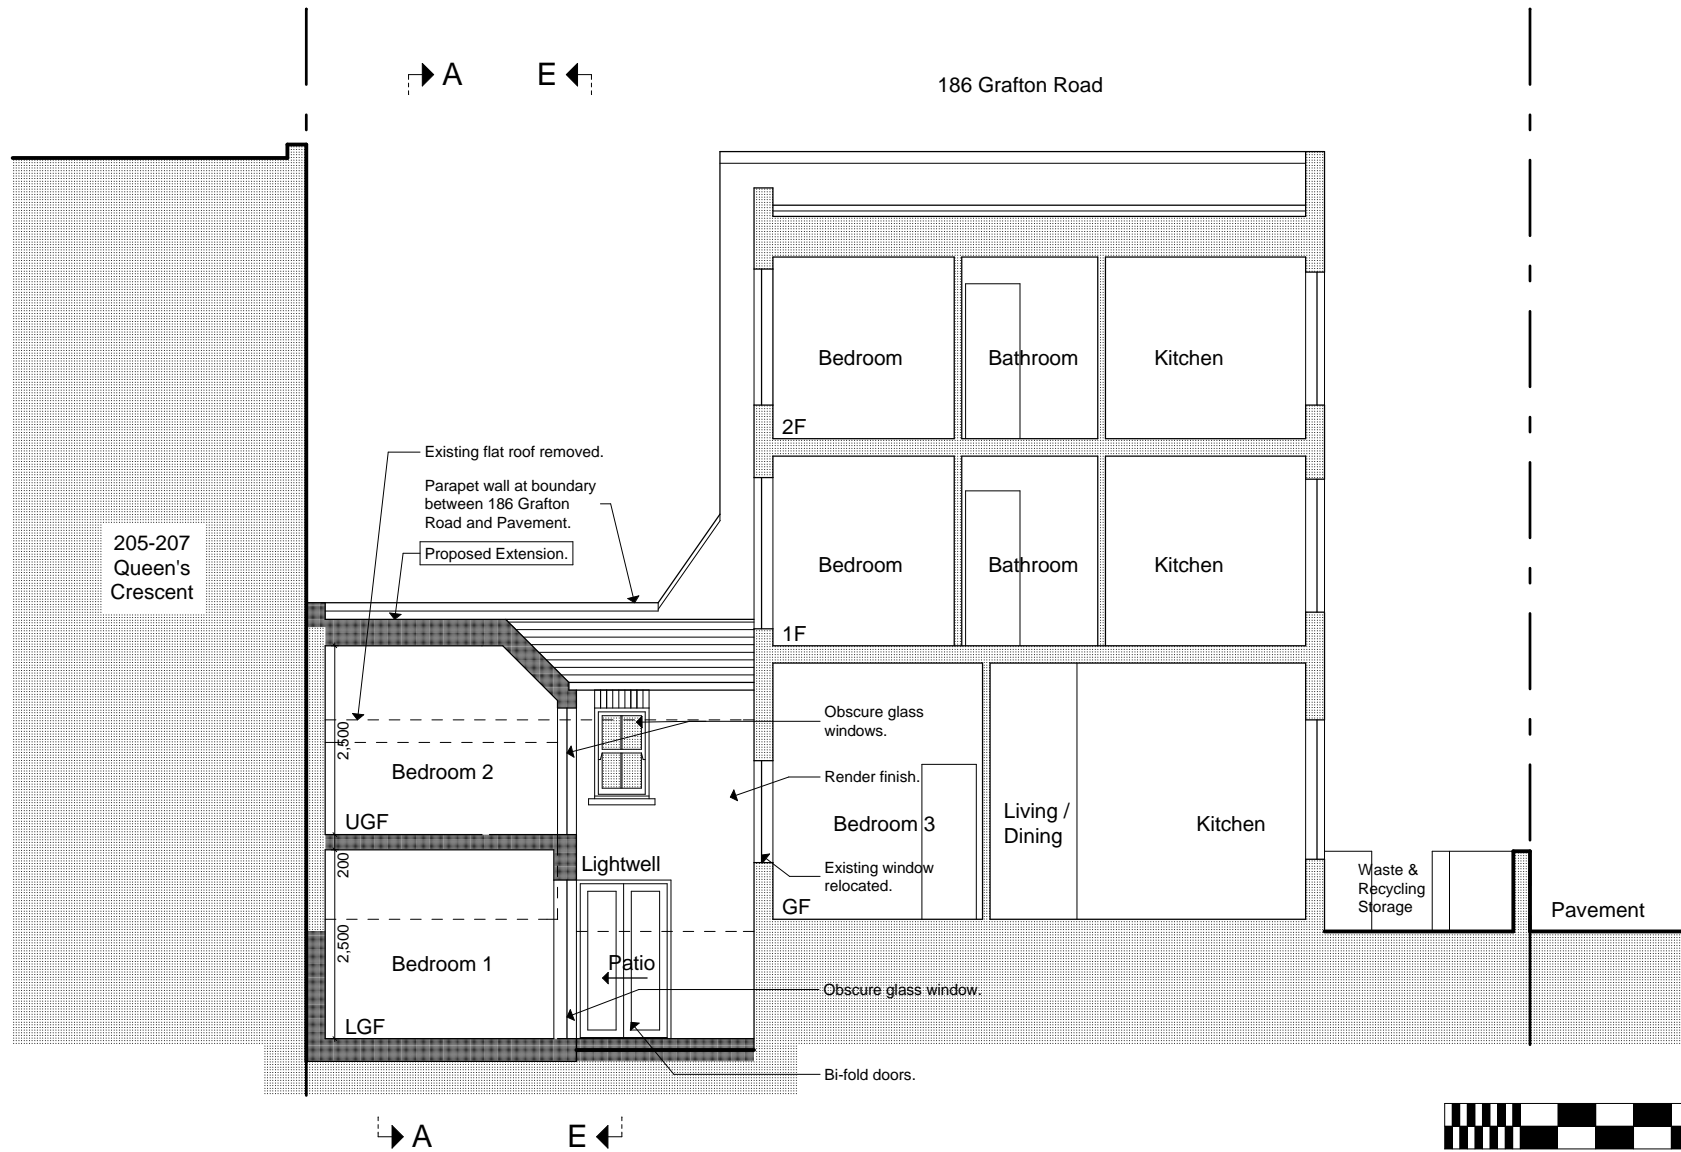 A
E
186 Grafton Road
Bedroom
Bathroom
Kitchen
2F
Existing flat roof removed.
Parapet wall at boundary
between 186 Grafton
Road and Pavement.
Proposed Extension.
205-207
Queen's
Crescent
Bedroom
Bathroom
Kitchen
1F
2,500
Bedroom 2
UGF
Obscure glass
windows.
Render finish.
Bedroom 3
Living /
Dining
Kitchen
Existing window
relocated.
GF
Lightwell
200
2,500
Bedroom 1
LGF
Patio
Waste &
Recycling
Storage
Pavement
Obscure glass window.
Bi-fold doors.
A
E